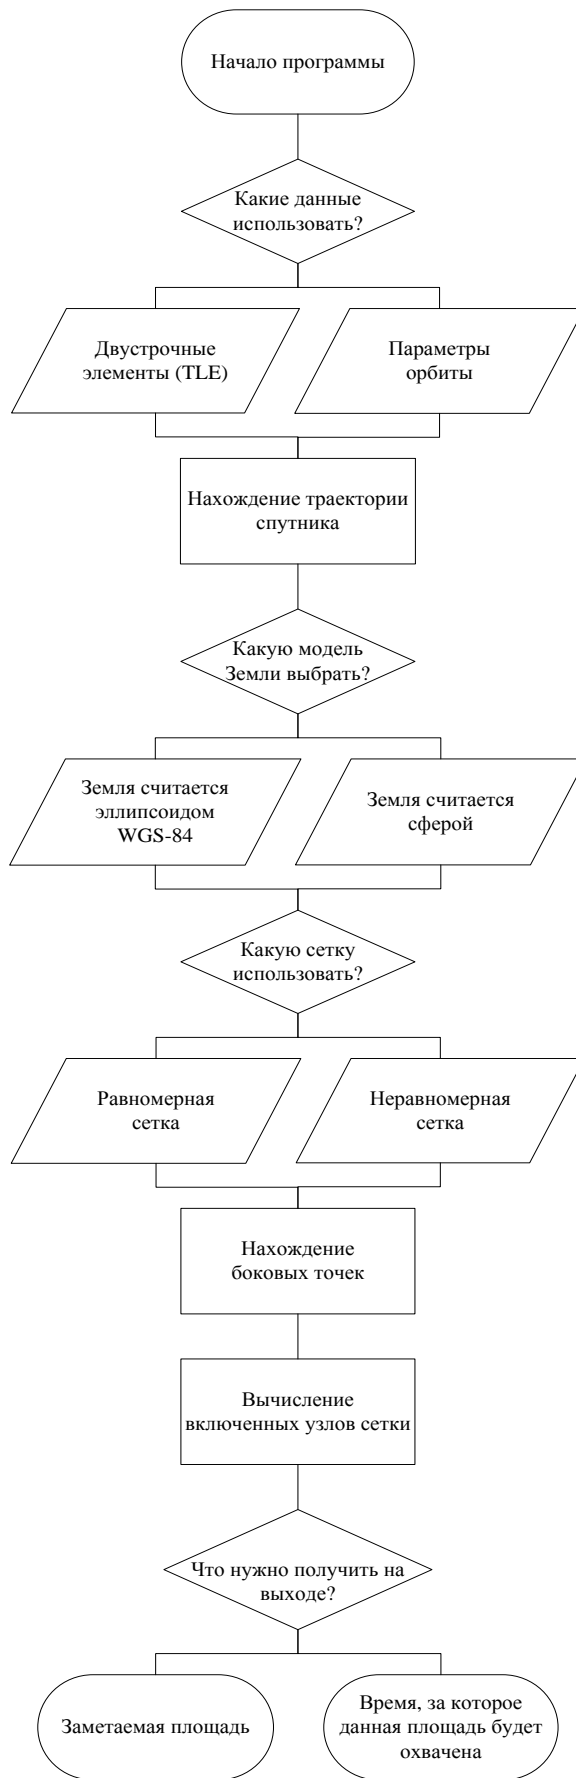 Начало программы
Какие данные
использовать?
Двустрочные
элементы (TLE)
Параметры
орбиты
Нахождение траектории
спутника
Какую модель
Земли выбрать?
Земля считается
эллипсоидом
WGS-84
Земля считается
сферой
Какую сетку
использовать?
Равномерная
сетка
Неравномерная
сетка
Нахождение
боковых точек
Вычисление
включенных узлов сетки
Что нужно получить на
выходе?
Заметаемая площадь
Время, за которое
данная площадь будет
охвачена